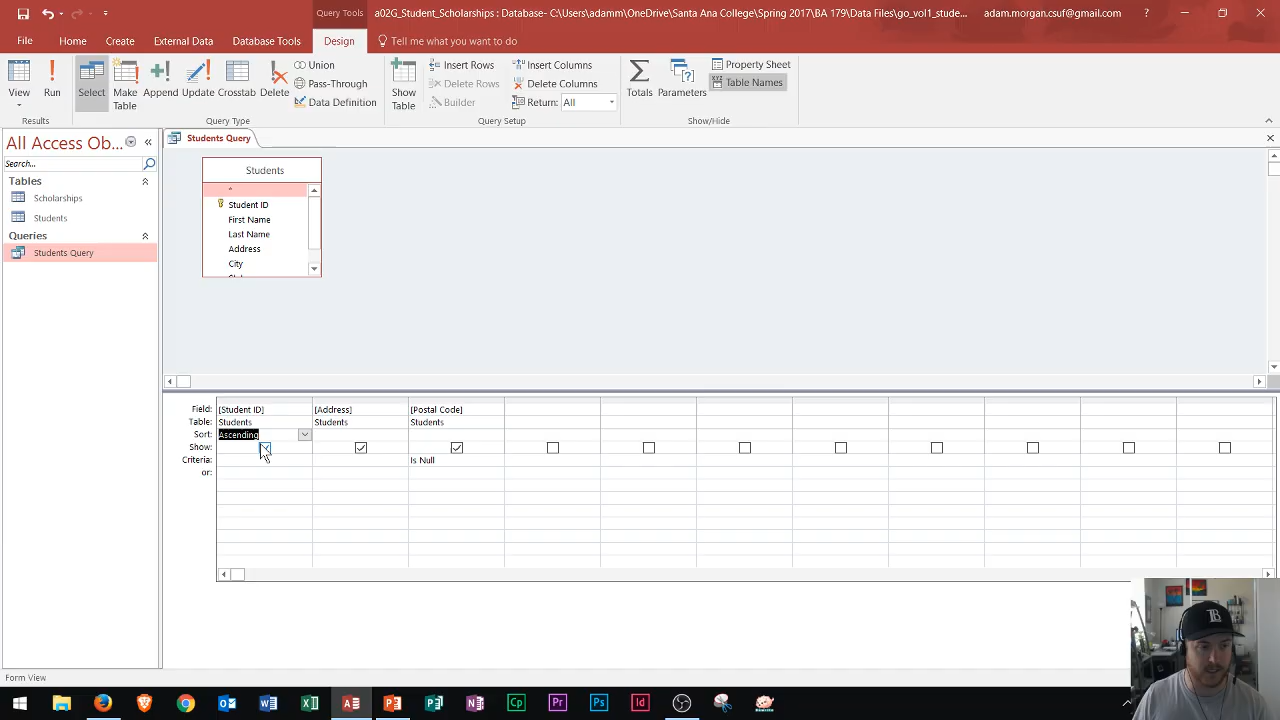 Query Tools
a02G_Student_Scholarships : Database- C:\Users\adamm\OneDrive\Santa Ana College\Spring 2017\BA 179\Data Files\go_vol1_stude...
adam.morgan.csuf@gmail.com
?
File
Home
Create
External Data
Database Tools
Design
Tell me what you want to do
View
Run
Select
Make Table
Append
Update
Crosstab
Delete
Union
Pass-Through
Data Definition
Show Table
Insert Rows
Delete Rows
Builder
Insert Columns
Delete Columns
Return: All
Totals
Parameters
Property Sheet
Table Names
Results
Query Type
Query Setup
Show/Hide
All Access Ob...
Search...
Tables
Scholarships
Students
Queries
Students Query
Students Query
Students
*
Student ID
First Name
Last Name
Address
City
Field: [Student ID] [Address] [Postal Code]
Table: Students Students Students
Sort: Ascending
Show:
Criteria: Is Null
or:
Form View